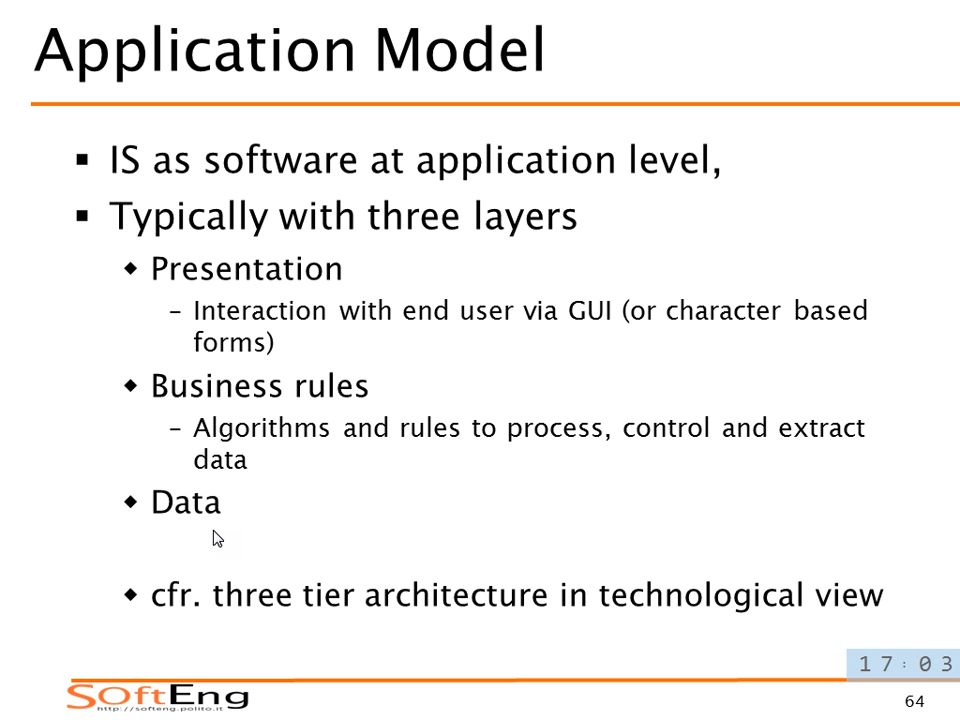 Application Model
▪ IS as software at application level,
▪ Typically with three layers
◆ Presentation
– Interaction with end user via GUI (or character based
forms)
◆ Business rules
– Algorithms and rules to process, control and extract
data
◆ Data
◆ cfr. three tier architecture in technological view
17:03
SoftEng
http://softeng.polito.it
64